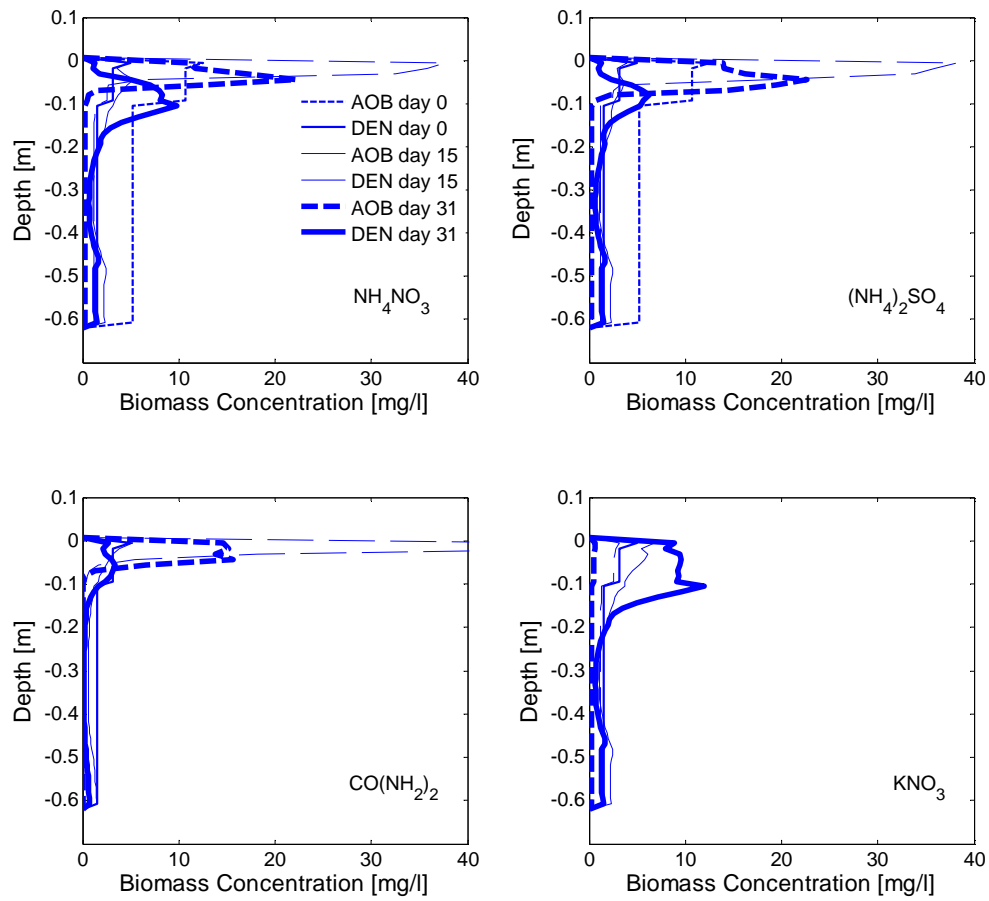 0.1
0
-0.1
-0.2
-0.3
-0.4
-0.5
-0.6
Depth [m]
0 10 20 30 40
Biomass Concentration [mg/l]
AOB day 0
DEN day 0
AOB day 15
DEN day 15
AOB day 31
DEN day 31
NH4NO3
0.1
0
-0.1
-0.2
-0.3
-0.4
-0.5
-0.6
Depth [m]
0 10 20 30 40
Biomass Concentration [mg/l]
(NH4)2SO4
0.1
0
-0.1
-0.2
-0.3
-0.4
-0.5
-0.6
Depth [m]
0 10 20 30 40
Biomass Concentration [mg/l]
CO(NH2)2
0.1
0
-0.1
-0.2
-0.3
-0.4
-0.5
-0.6
Depth [m]
0 10 20 30 40
Biomass Concentration [mg/l]
KNO3